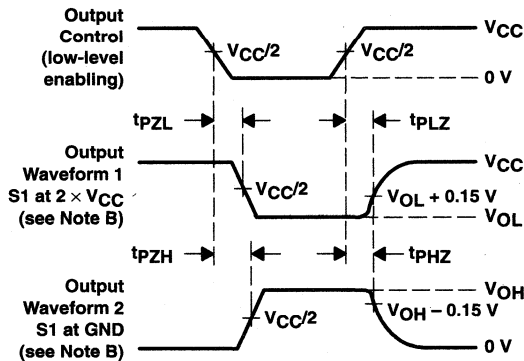 Output
Control
(low-level
enabling)
VCC/2
VCC/2
VCC
0 V
tPZL
tPLZ
Output
Waveform 1
S1 at 2 × VCC
(see Note B)
VCC/2
VCC
VOL + 0.15 V
VOL
tPZH
tPHZ
Output
Waveform 2
S1 at GND
(see Note B)
VCC/2
VOH
VOH − 0.15 V
0 V